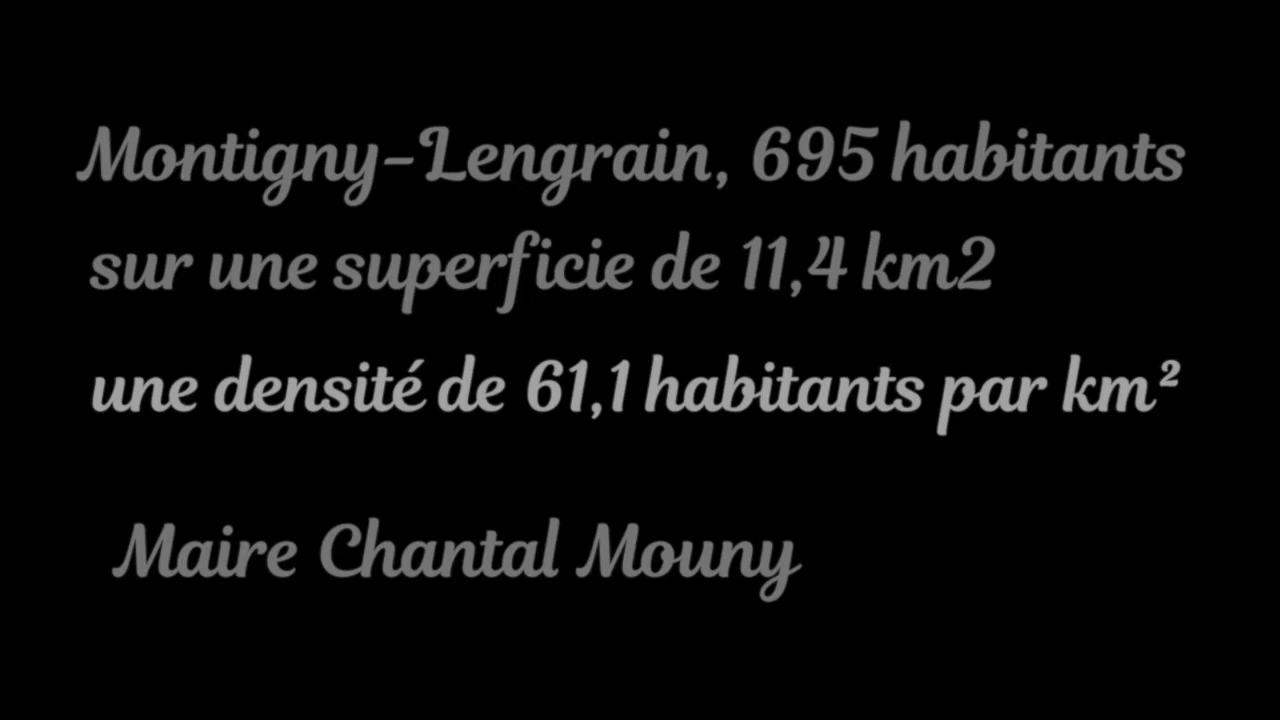 Montigny-Lengrain, 695 habitants
sur une superficie de 11,4 km2
une densité de 61,1 habitants par km²
Maire Chantal Mouny